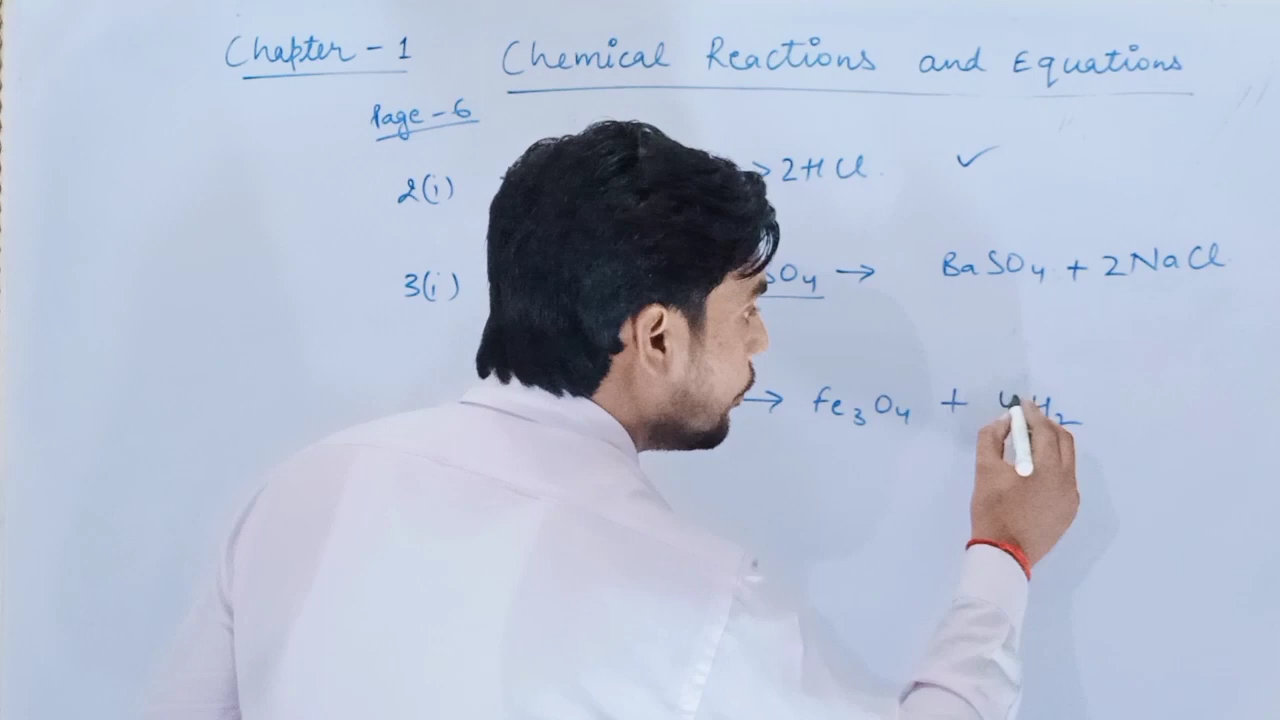 Chapter - 1 Chemical Reactions and Equations
Page - 6
2(i) → 2HCl. ✓
3(i) SO₄ → BaSO₄ + 2NaCl
→ Fe₃O₄ + 4H₂